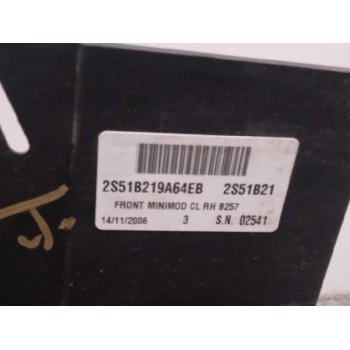 2S51B219A64EB 2S51B21
FRONT MINIMOD CL RH B257
14/11/2006 3 S.N. 02541